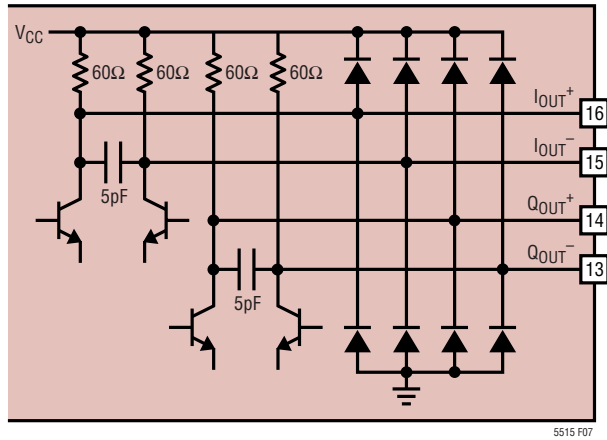 VCC
60Ω 60Ω 60Ω 60Ω
IOUT+
16
IOUT−
15
5pF
QOUT+
14
QOUT−
13
5pF
5515 F07